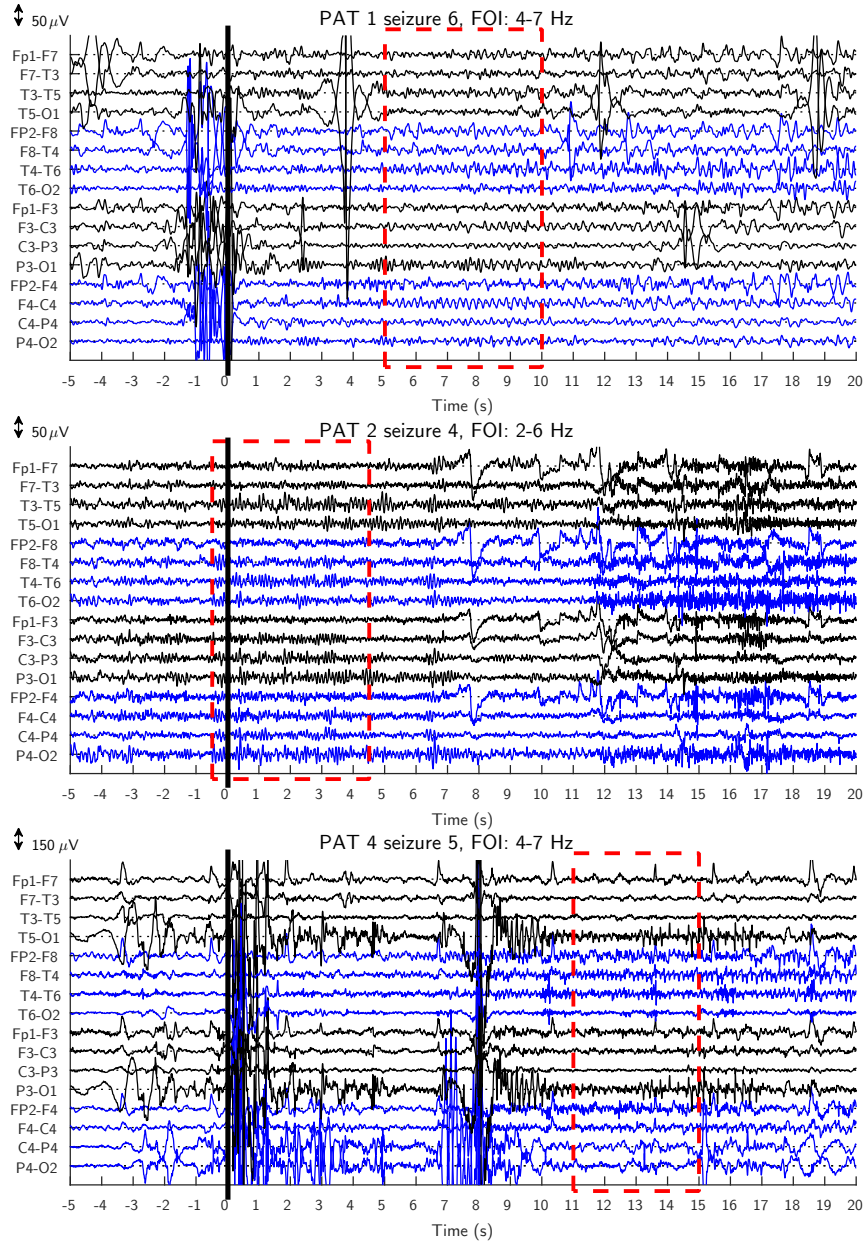 50 μV
PAT 1 seizure 6, FOI: 4-7 Hz
Fp1-F7
F7-T3
T3-T5
T5-O1
FP2-F8
F8-T4
T4-T6
T6-O2
Fp1-F3
F3-C3
C3-P3
P3-O1
FP2-F4
F4-C4
C4-P4
P4-O2
-5 -4 -3 -2 -1 0 1 2 3 4 5 6 7 8 9 10 11 12 13 14 15 16 17 18 19 20
Time (s)
50 μV
PAT 2 seizure 4, FOI: 2-6 Hz
Fp1-F7
F7-T3
T3-T5
T5-O1
FP2-F8
F8-T4
T4-T6
T6-O2
Fp1-F3
F3-C3
C3-P3
P3-O1
FP2-F4
F4-C4
C4-P4
P4-O2
-5 -4 -3 -2 -1 0 1 2 3 4 5 6 7 8 9 10 11 12 13 14 15 16 17 18 19 20
Time (s)
150 μV
PAT 4 seizure 5, FOI: 4-7 Hz
Fp1-F7
F7-T3
T3-T5
T5-O1
FP2-F8
F8-T4
T4-T6
T6-O2
Fp1-F3
F3-C3
C3-P3
P3-O1
FP2-F4
F4-C4
C4-P4
P4-O2
-5 -4 -3 -2 -1 0 1 2 3 4 5 6 7 8 9 10 11 12 13 14 15 16 17 18 19 20
Time (s)